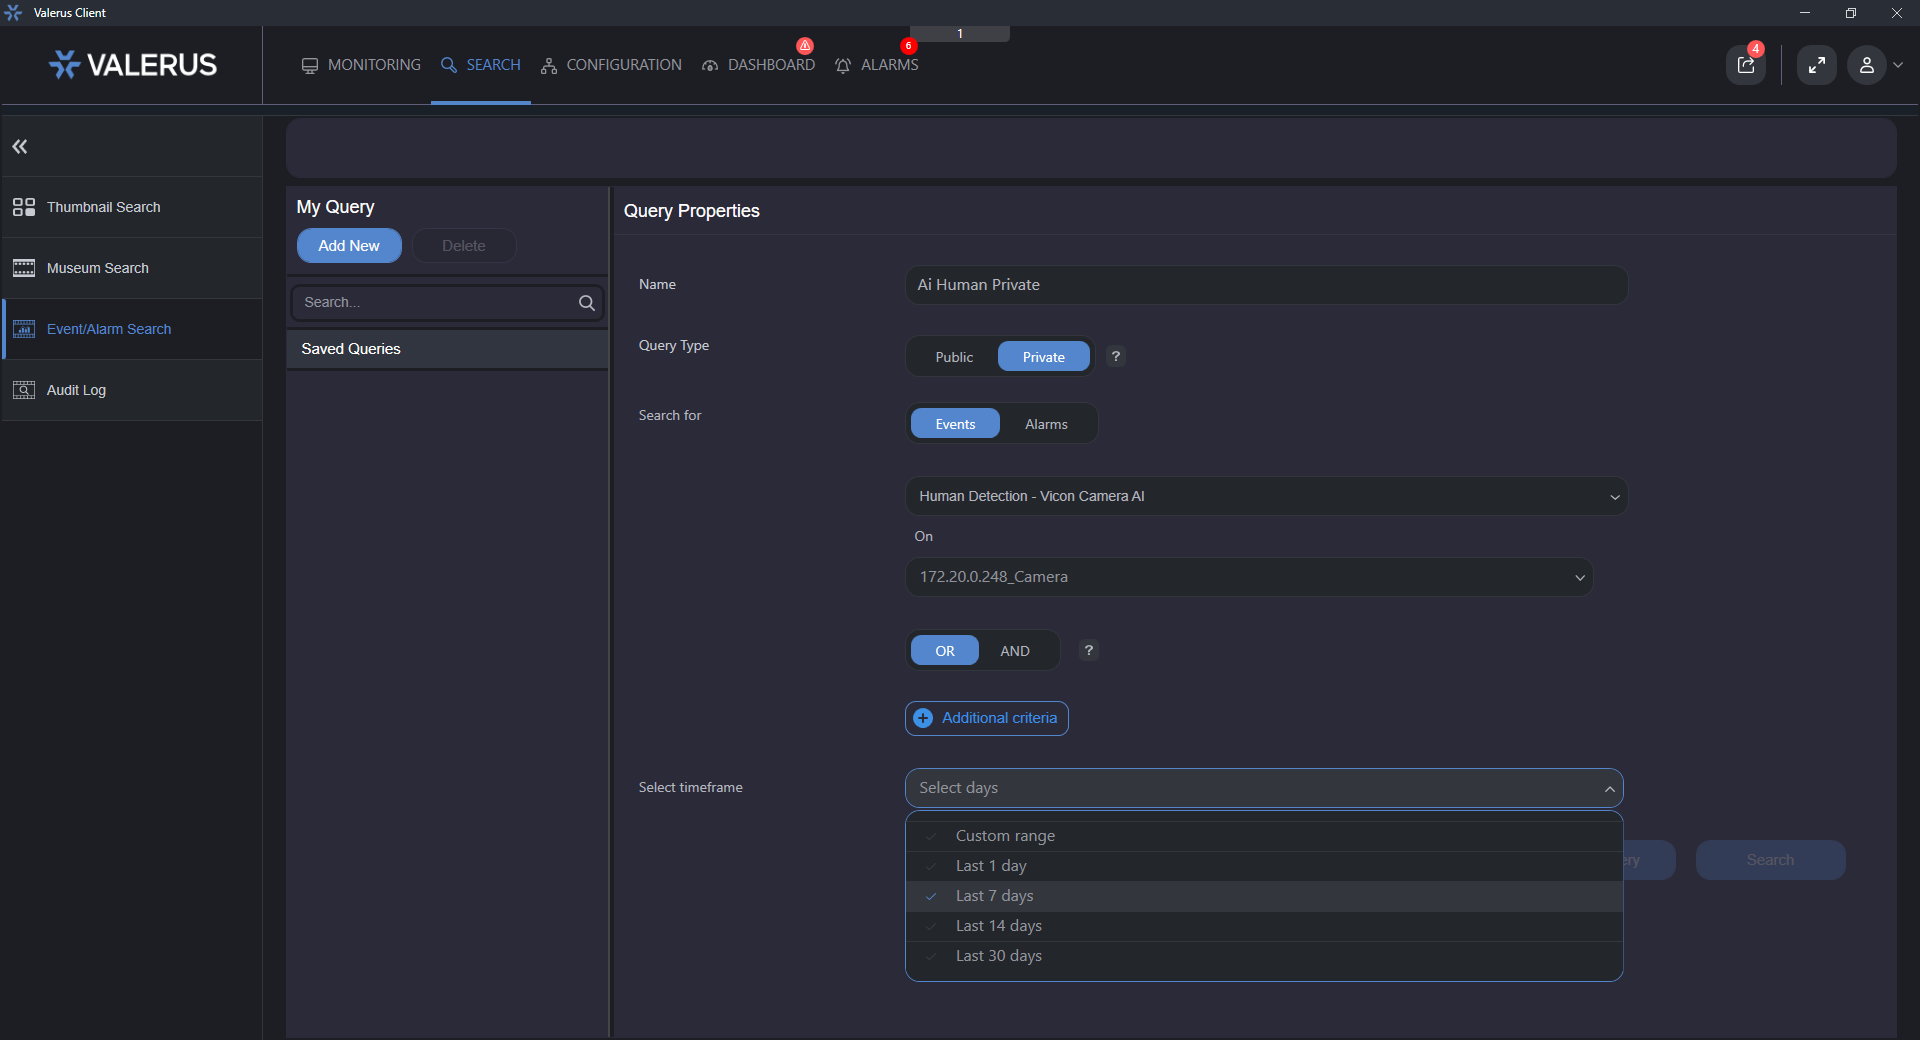 Valerus Client
VALERUS
MONITORING
SEARCH
CONFIGURATION
DASHBOARD
ALARMS
6
1
4
Thumbnail Search
Museum Search
Event/Alarm Search
Audit Log
My Query
Add New
Delete
Search...
Saved Queries
Query Properties
Name
Ai Human Private
Query Type
Public
Private
?
Search for
Events
Alarms
Human Detection - Vicon Camera AI
On
172.20.0.248_Camera
OR
AND
?
Additional criteria
Select timeframe
Select days
Custom range
Last 1 day
Last 7 days
Last 14 days
Last 30 days
Search